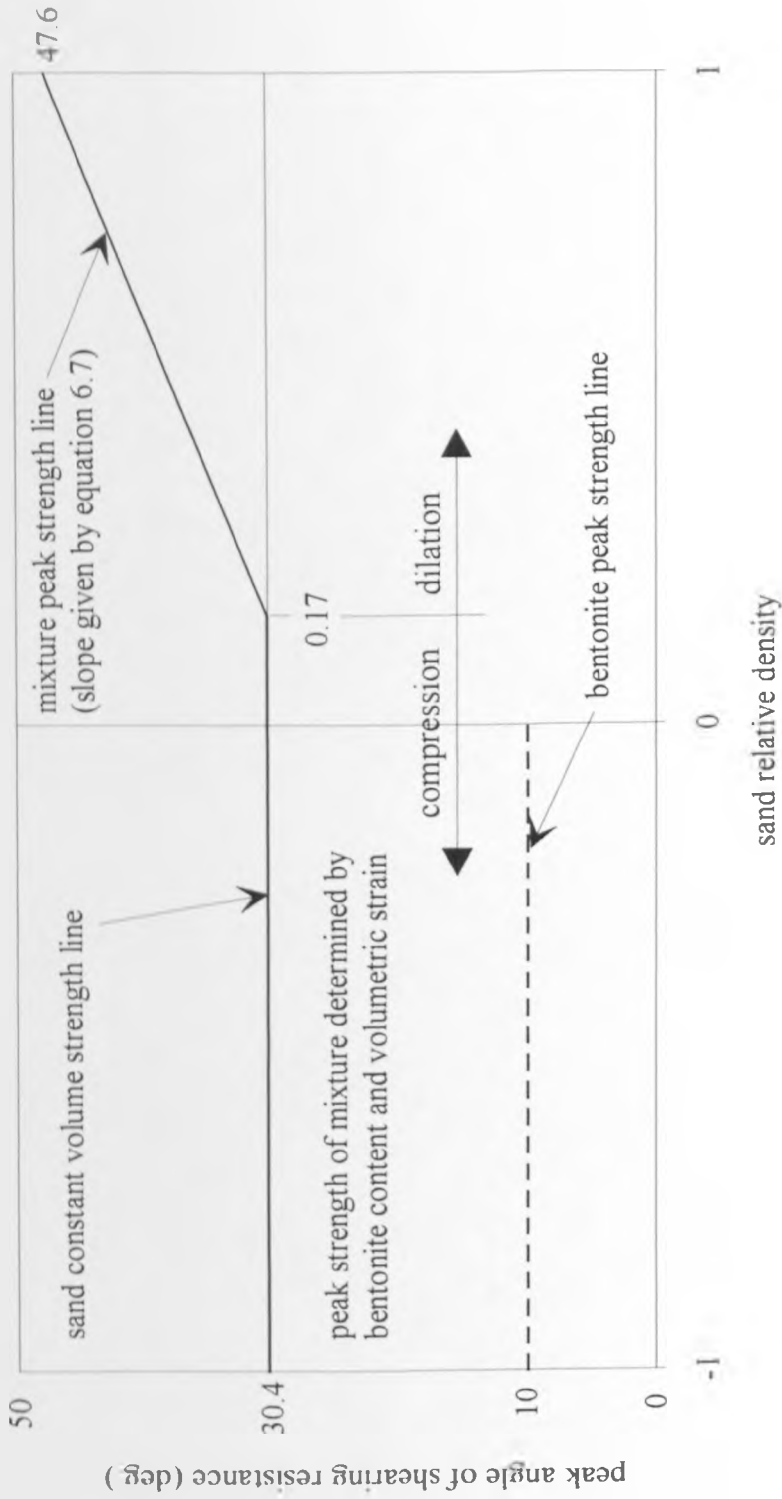 50
47.6
30.4
10
0
-1
0
1
0.17
sand constant volume strength line
mixture peak strength line
(slope given by equation 6.7)
peak strength of mixture determined by
bentonite content and volumetric strain
compression
dilation
bentonite peak strength line
sand relative density
peak angle of shearing resistance (deg)